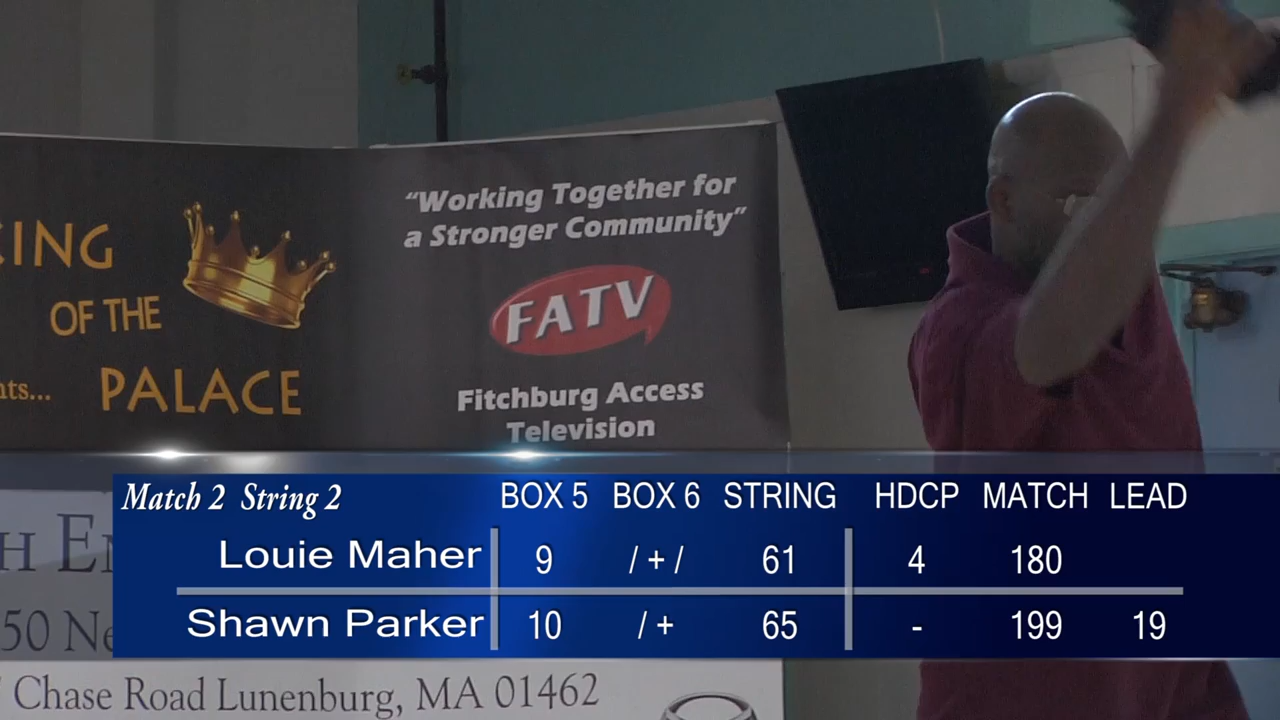 "Working Together for
a Stronger Community"
FATV
Fitchburg Access
Television
OF THE
PALACE
Match 2 String 2 BOX 5 BOX 6 STRING HDCP MATCH LEAD
Louie Maher 9 / + / 61 4 180
Shawn Parker 10 / + 65 - 199 19
50
Chase Road Lunenburg, MA 01462